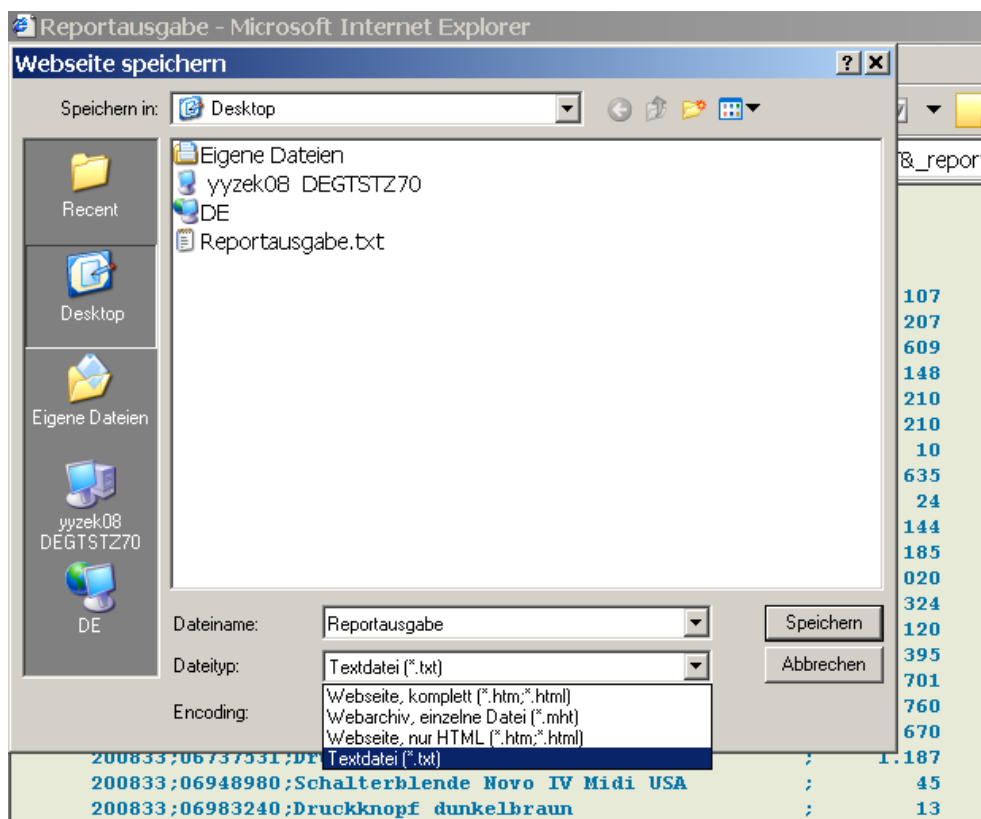 Reportausgabe - Microsoft Internet Explorer
Webseite speichern
Speichern in: Desktop
&_repor
Recent
Desktop
Eigene Dateien
yyzek08
DEGTSTZ70
DE
Eigene Dateien
yyzek08 DEGTSTZ70
DE
Reportausgabe.txt
107
207
609
148
210
210
10
635
24
144
185
020
324
120
395
701
760
670
Dateiname: Reportausgabe Speichern
Dateityp: Textdatei (*.txt) Abbrechen
Encoding:
Webseite, komplett (*.htm;*.html)
Webarchiv, einzelne Datei (*.mht)
Webseite, nur HTML (*.htm;*.html)
Textdatei (*.txt)
200833;06737531;Dr ; 1.187
200833;06948980;Schalterblende Novo IV Midi USA ; 45
200833;06983240;Druckknopf dunkelbraun ; 13